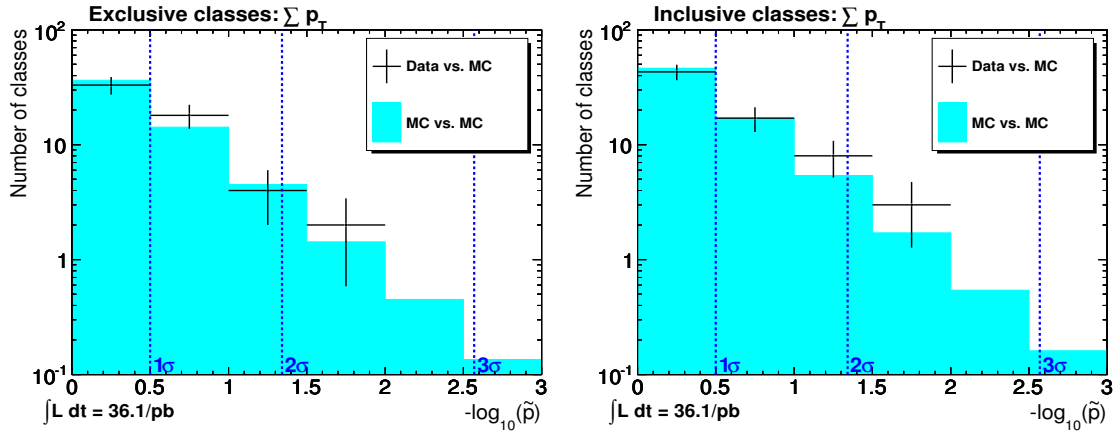 Exclusive classes: ∑ p_T
Number of classes
10^2
10
1
10^-1
Data vs. MC
MC vs. MC
1σ
2σ
3σ
0 0.5 1 1.5 2 2.5 3
∫L dt = 36.1/pb
-log_10(p̃)
Inclusive classes: ∑ p_T
Number of classes
10^2
10
1
10^-1
Data vs. MC
MC vs. MC
1σ
2σ
3σ
0 0.5 1 1.5 2 2.5 3
∫L dt = 36.1/pb
-log_10(p̃)